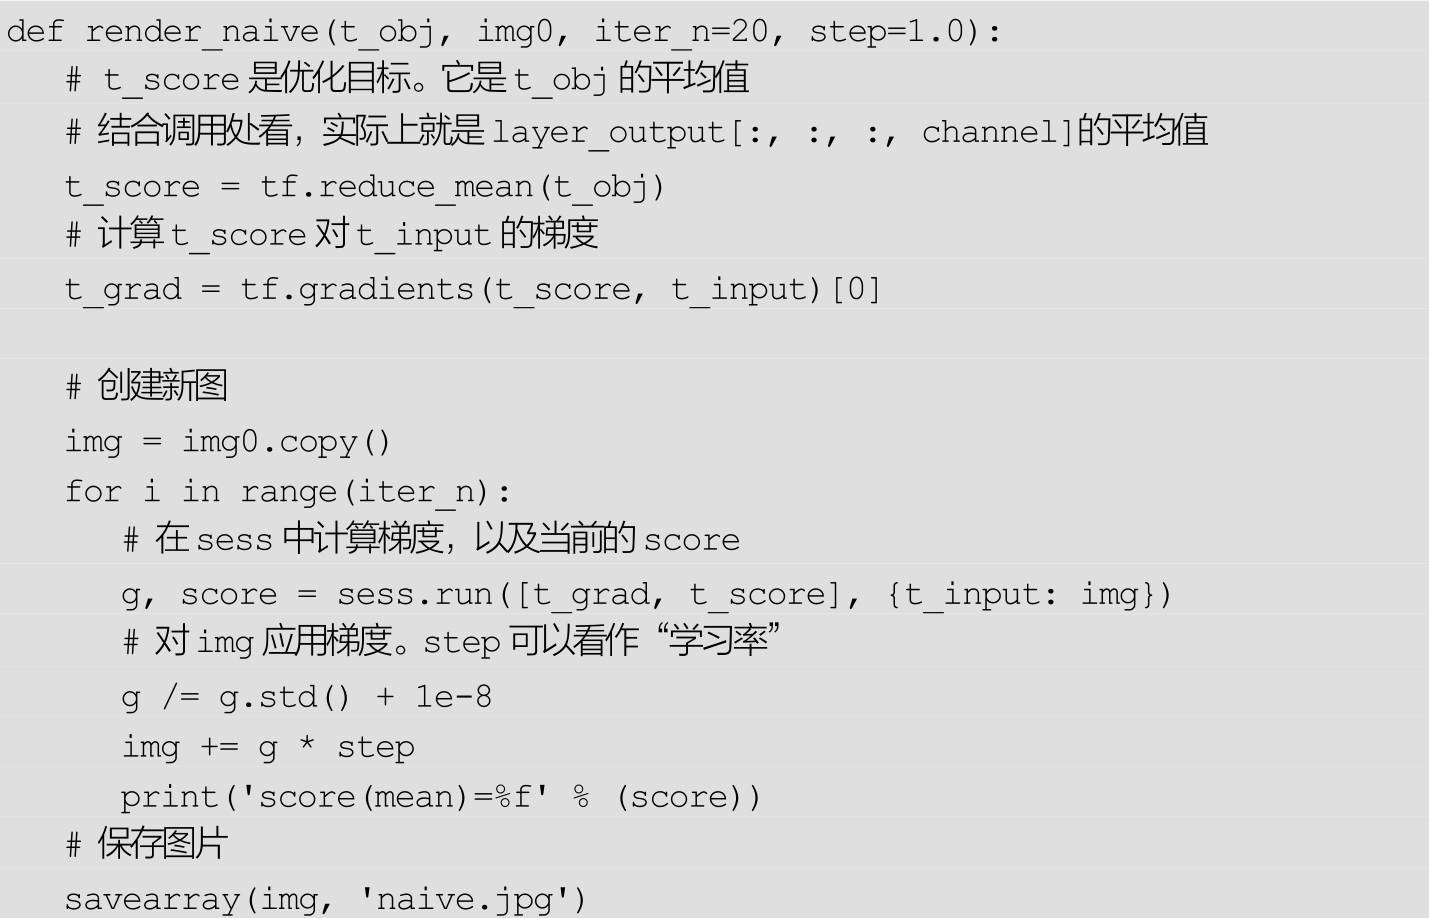 def render_naive(t_obj, img0, iter_n=20, step=1.0):
# t_score 是优化目标。它是 t_obj 的平均值
# 结合调用处看，实际上就是 layer_output[:, :, :, channel]的平均值
t_score = tf.reduce_mean(t_obj)
# 计算 t_score 对 t_input 的梯度
t_grad = tf.gradients(t_score, t_input)[0]
# 创建新图
img = img0.copy()
for i in range(iter_n):
# 在 sess 中计算梯度，以及当前的 score
g, score = sess.run([t_grad, t_score], {t_input: img})
# 对 img 应用梯度。step 可以看作“学习率”
g /= g.std() + 1e-8
img += g * step
print('score(mean)=%f' % (score))
# 保存图片
savearray(img, 'naive.jpg')